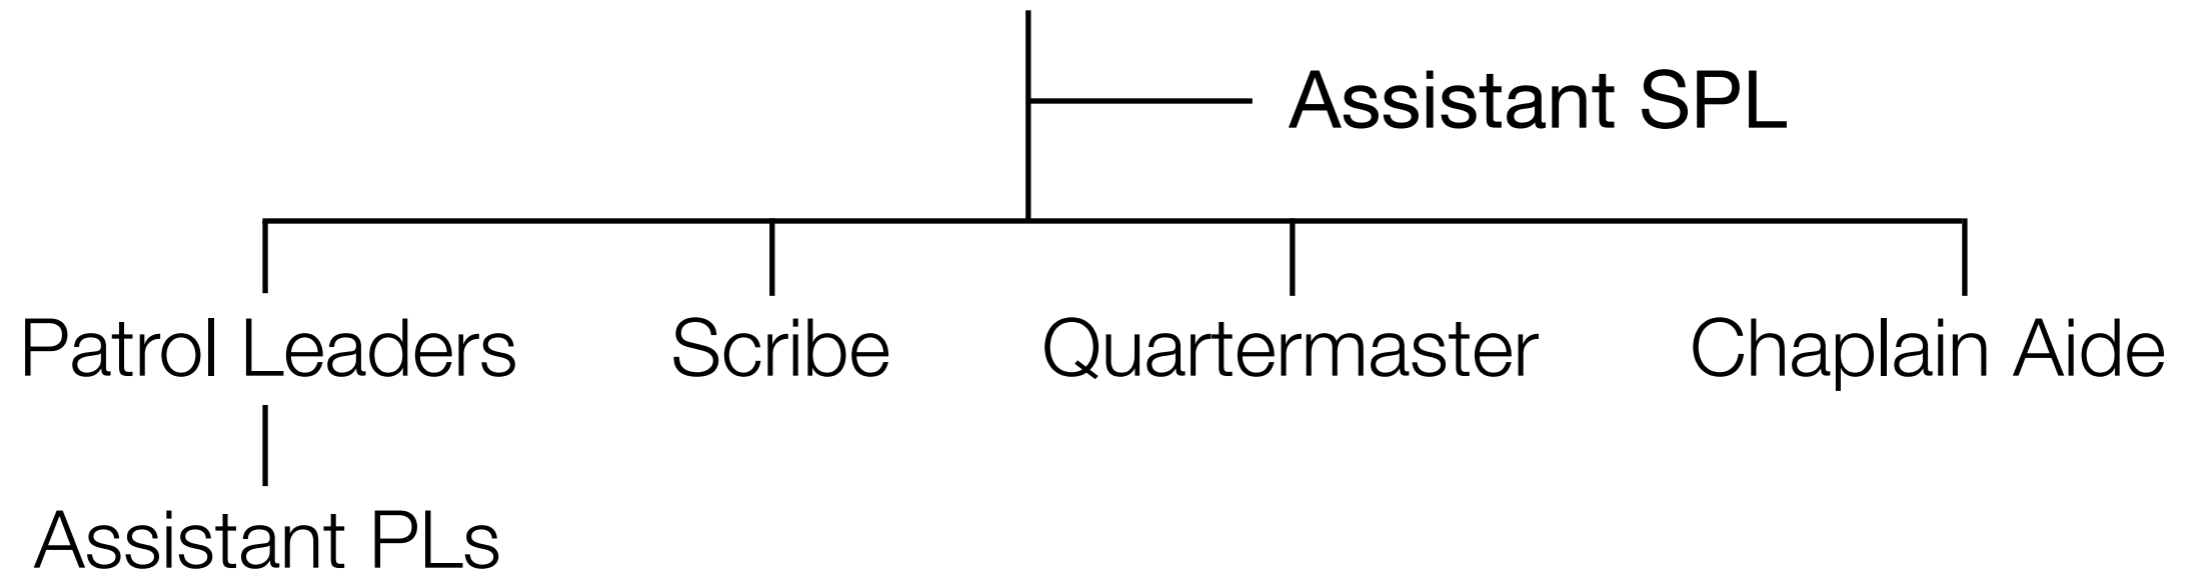 Assistant SPL
Patrol Leaders Scribe Quartermaster Chaplain Aide
Assistant PLs